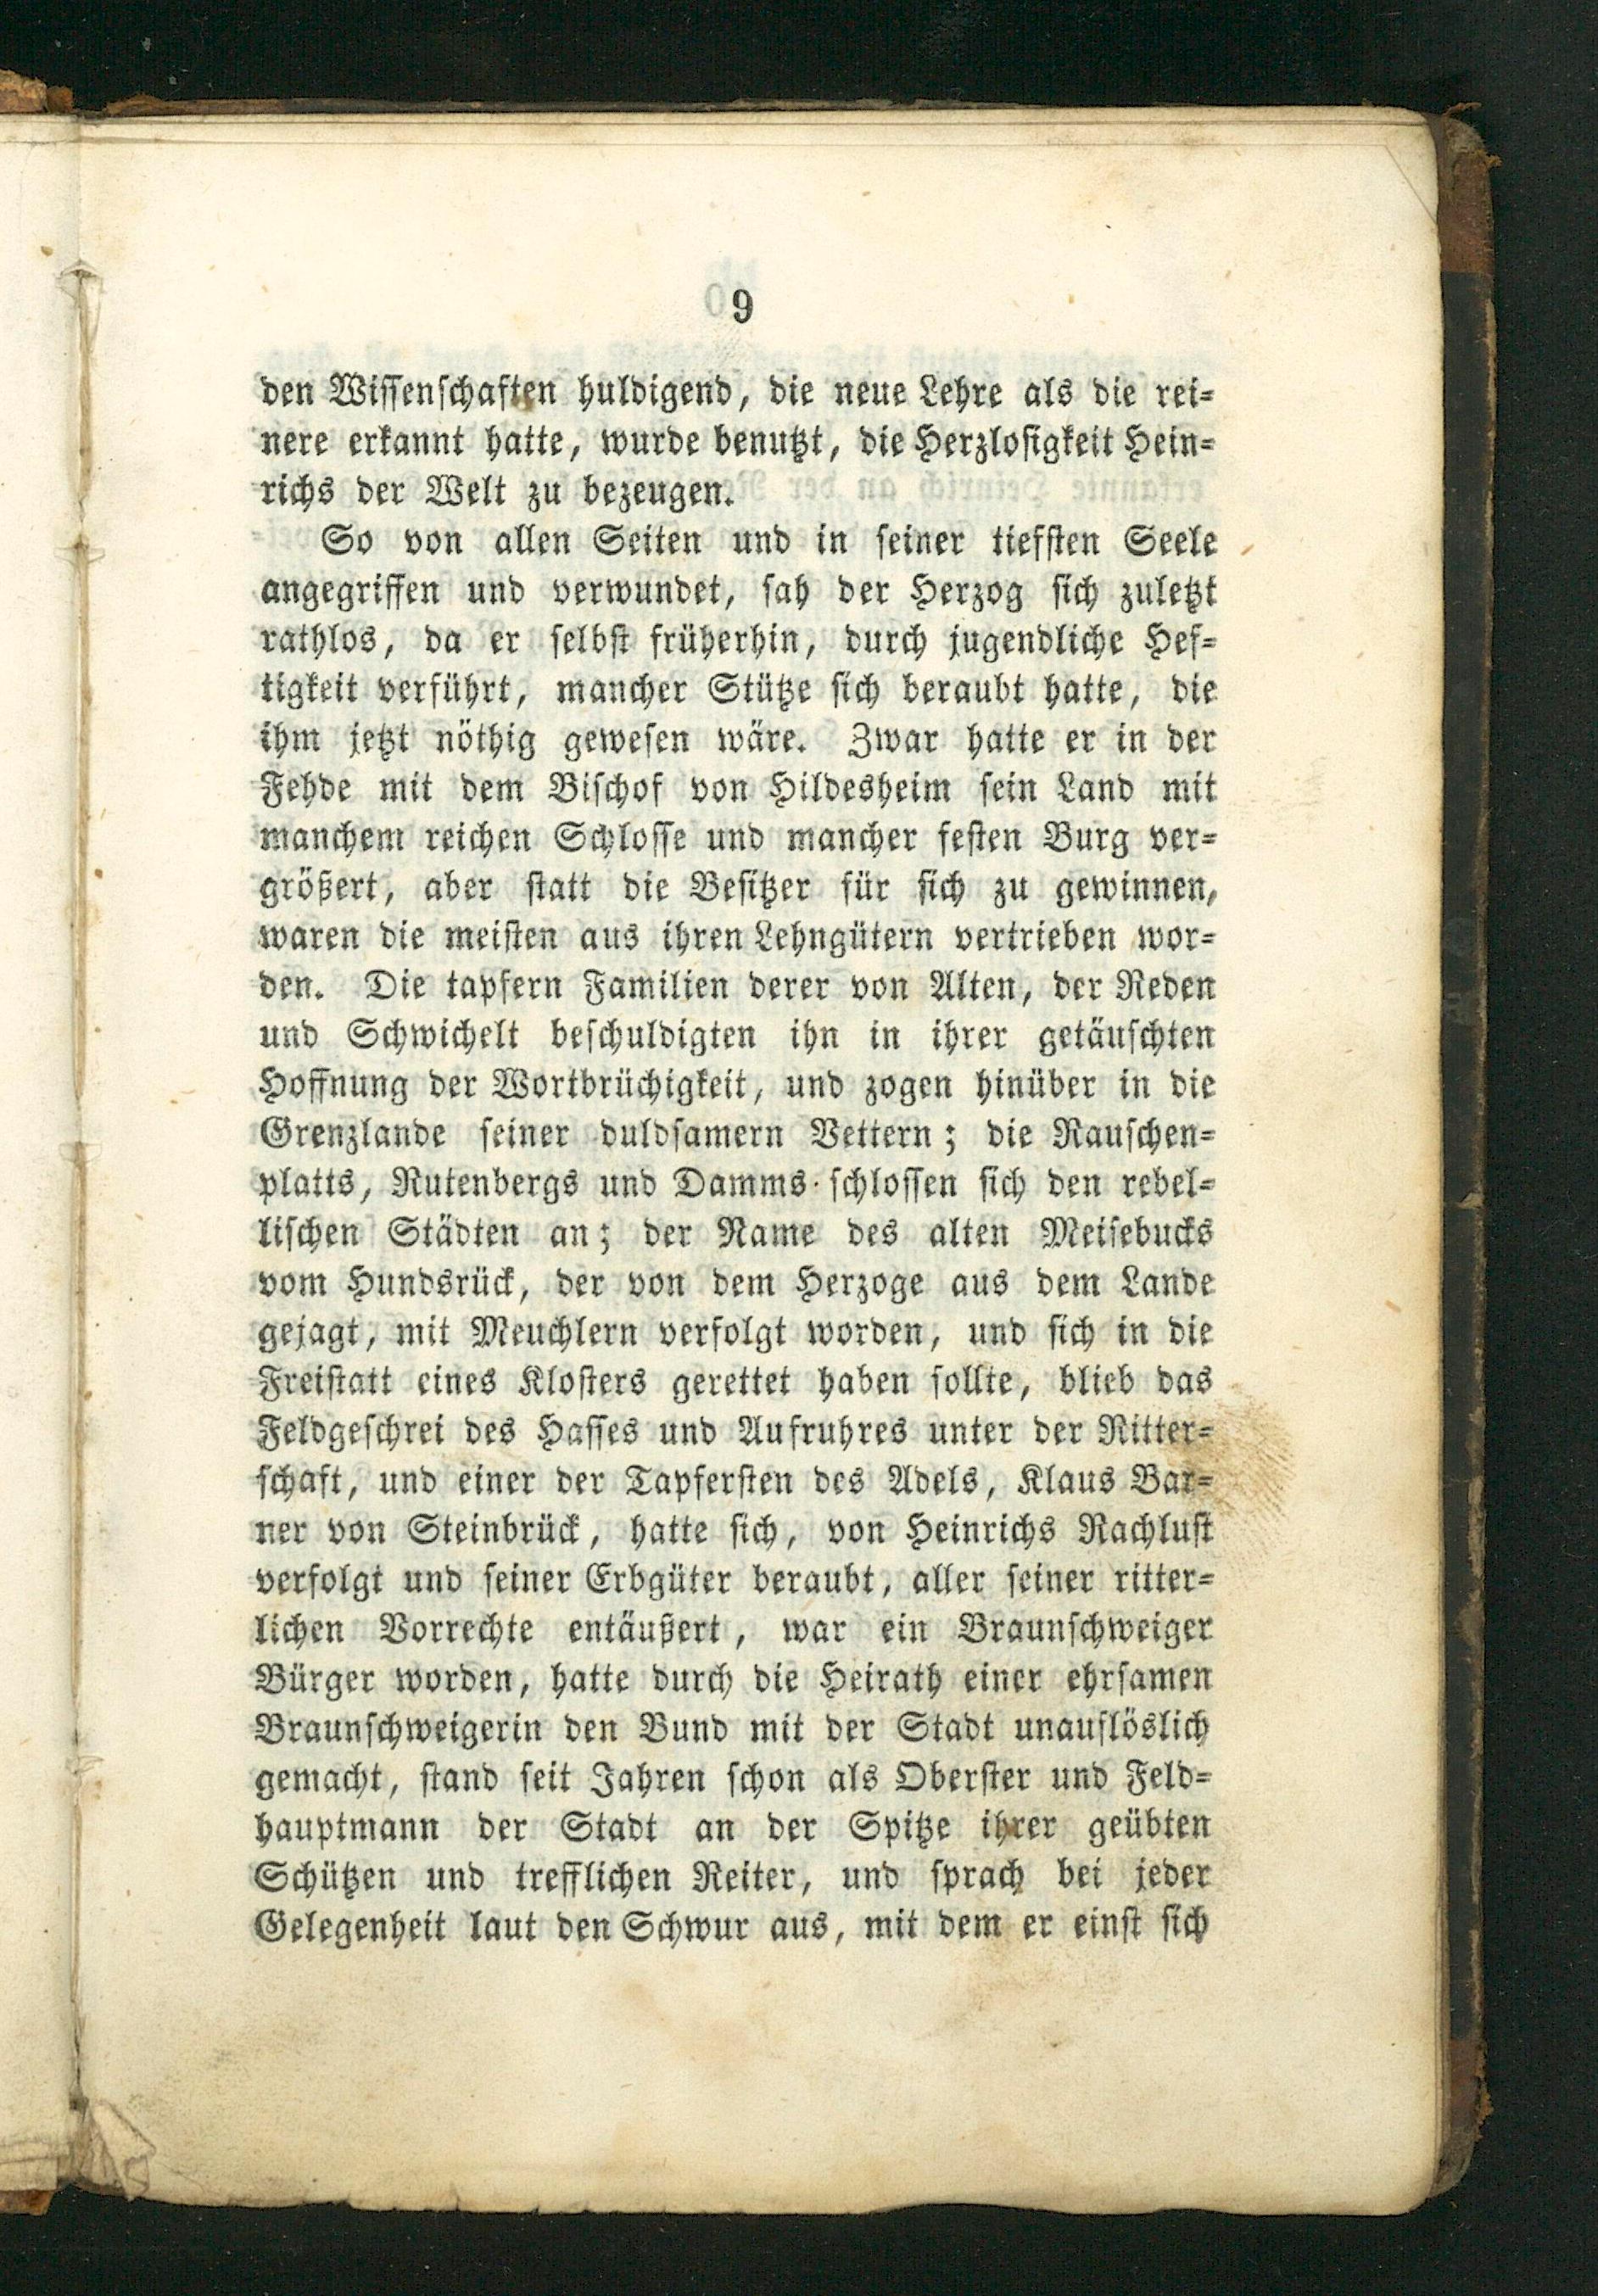 9
den Wissenschaften huldigend, die neue Lehre als die rei-
nere erkannt hatte, wurde benutzt, die Herzlosigkeit Hein-
richs der Welt zu bezeugen.
So von allen Seiten und in seiner tiefsten Seele
angegriffen und verwundet, sah der Herzog sich zuletzt
rathlos, da er selbst früherhin, durch jugendliche Hef-
tigkeit verführt, mancher Stütze sich beraubt hatte, die
ihm jetzt nöthig gewesen wäre. Zwar hatte er in der
Fehde mit dem Bischof von Hildesheim sein Land mit
manchem reichen Schlosse und mancher festen Burg ver-
größert, aber statt die Besitzer für sich zu gewinnen,
waren die meisten aus ihren Lehngütern vertrieben wor-
den. Die tapfern Familien derer von Alten, der Reden
und Schwichelt beschuldigten ihn in ihrer getäuschten
Hoffnung der Wortbrüchigkeit, und zogen hinüber in die
Grenzlande seiner duldsamern Vettern; die Rauschen-
platts, Rutenbergs und Damms schlossen sich den rebel-
lischen Städten an; der Name des alten Meisebucks
vom Hundsrück, der von dem Herzoge aus dem Lande
gejagt, mit Meuchlern verfolgt worden, und sich in die
Freistatt eines Klosters gerettet haben sollte, blieb das
Feldgeschrei des Hasses und Aufruhres unter der Ritter-
schaft, und einer der Tapfersten des Adels, Klaus Bar-
ner von Steinbrück, hatte sich, von Heinrichs Rachlust
verfolgt und seiner Erbgüter beraubt, aller seiner ritter-
lichen Vorrechte entäußert, war ein Braunschweiger
Bürger worden, hatte durch die Heirath einer ehrsamen
Braunschweigerin den Bund mit der Stadt unauflöslich
gemacht, stand seit Jahren schon als Oberster und Feld-
hauptmann der Stadt an der Spitze ihrer geübten
Schützen und trefflichen Reiter, und sprach bei jeder
Gelegenheit laut den Schwur aus, mit dem er einst sich